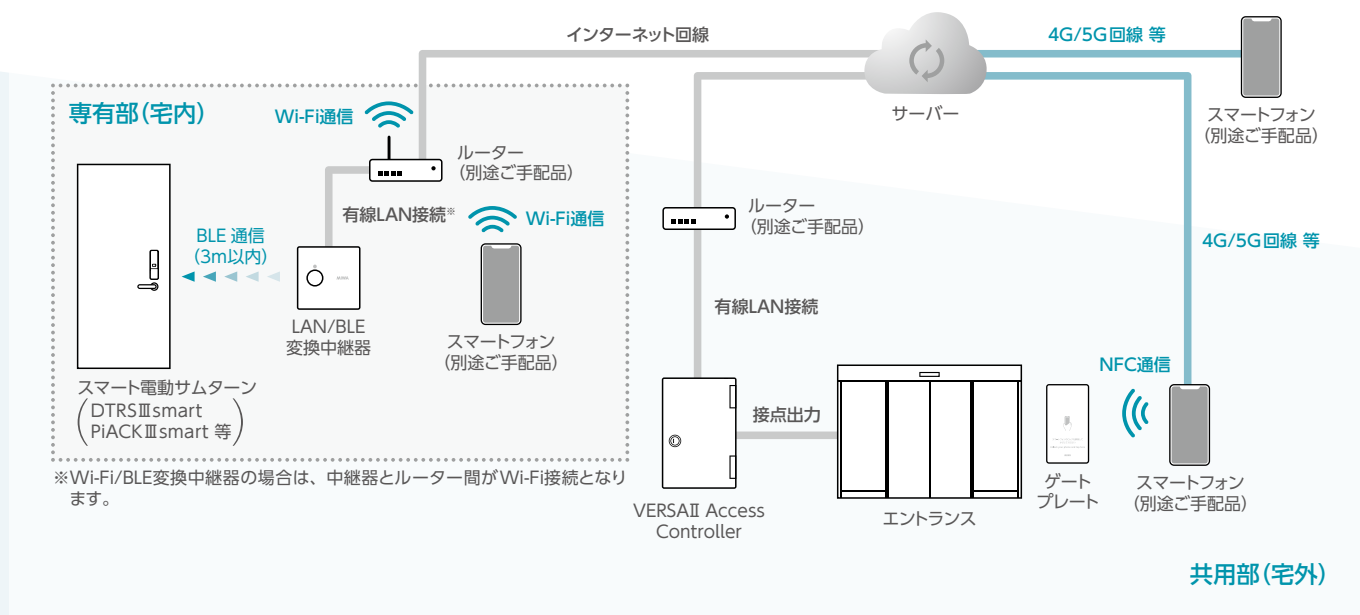 インターネット回線
4G/5G回線 等
サーバー
スマートフォン
(別途ご手配品)
専有部(宅内)
Wi-Fi通信
ルーター
(別途ご手配品)
有線LAN接続※
Wi-Fi通信
BLE 通信
(3m以内)
LAN/BLE
変換中継器
スマートフォン
(別途ご手配品)
スマート電動サムターン
(DTRSⅢsmart
PiACKⅢsmart 等)
※Wi-Fi/BLE変換中継器の場合は、中継器とルーター間がWi-Fi接続となり
ます。
ルーター
(別途ご手配品)
有線LAN接続
4G/5G回線 等
接点出力
NFC通信
VERSAⅡ Access
Controller
エントランス
ゲート
プレート
スマートフォン
(別途ご手配品)
共用部(宅外)